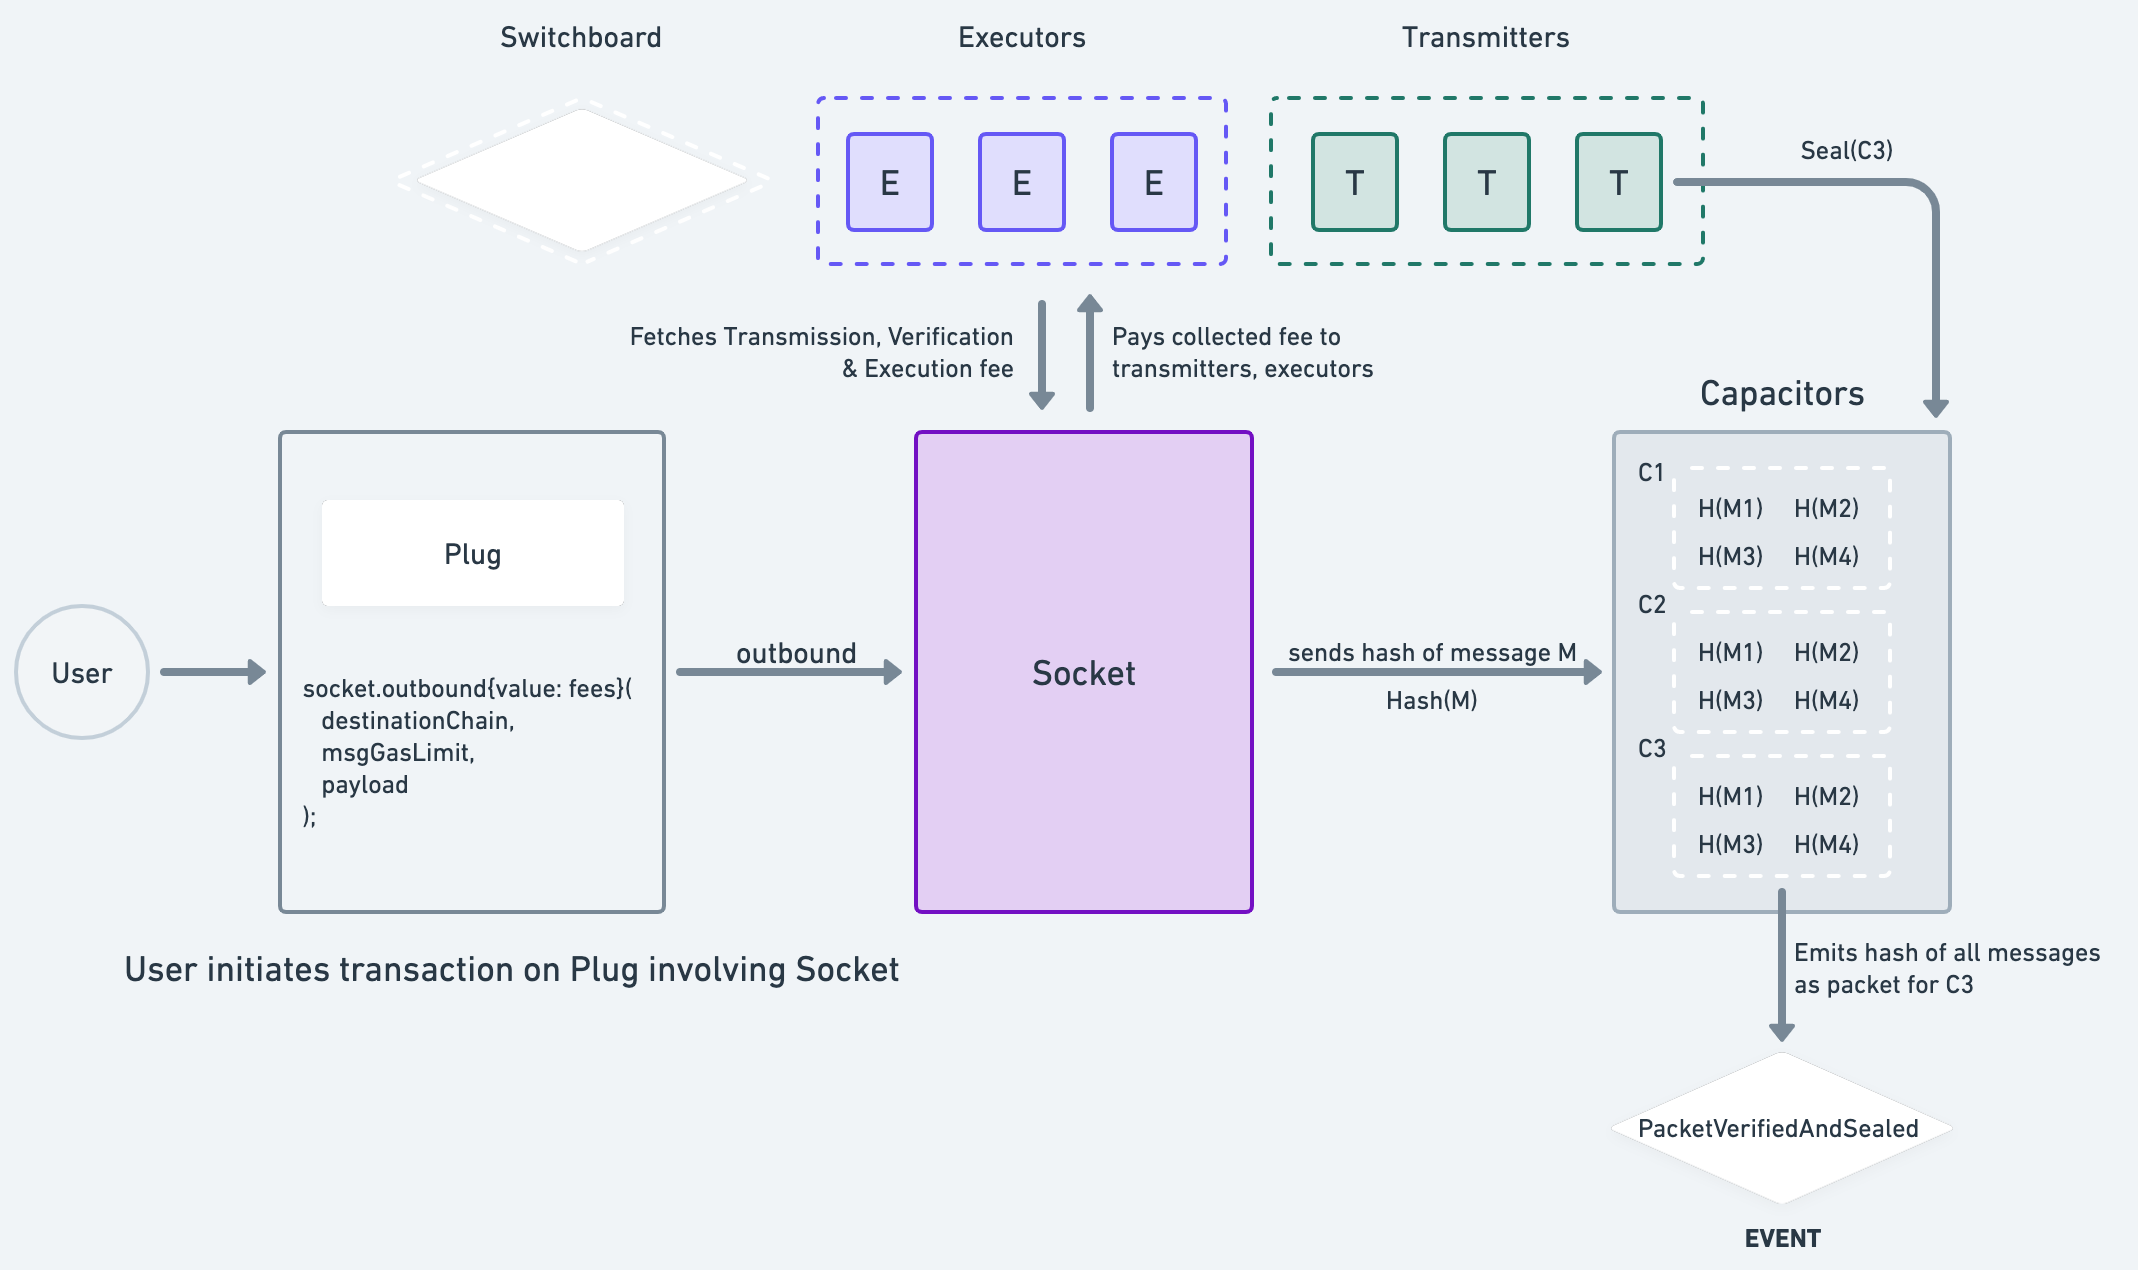 Switchboard
Executors
Transmitters
E
E
E
T
T
T
Seal(C3)
Fetches Transmission, Verification
& Execution fee
Pays collected fee to
transmitters, executors
Capacitors
User
Plug
socket.outbound{value: fees}(
destinationChain,
msgGasLimit,
payload
);
outbound
Socket
sends hash of message M
Hash(M)
C1
H(M1) H(M2)
H(M3) H(M4)
C2
H(M1) H(M2)
H(M3) H(M4)
C3
H(M1) H(M2)
H(M3) H(M4)
User initiates transaction on Plug involving Socket
Emits hash of all messages
as packet for C3
PacketVerifiedAndSealed
EVENT